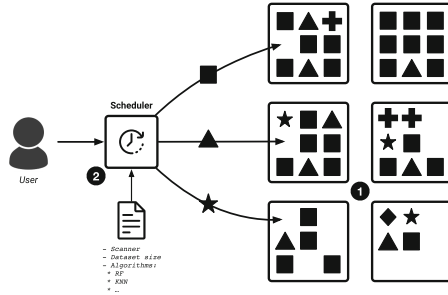 Scheduler
1
2
User
- Scanner
- Dataset size
- Algorithms:
* RF
* KNN